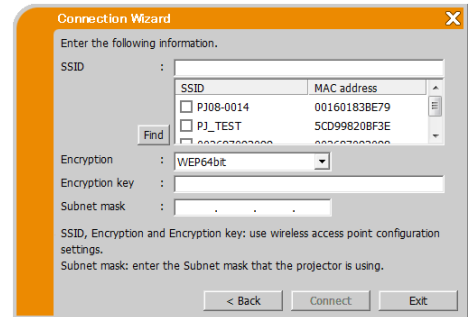 Connection Wizard
Enter the following information.
SSID :
SSID MAC address
PJ08-0014 00160183BE79
PJ_TEST 5CD99820BF3E
Find
Encryption : WEP64bit
Encryption key :
Subnet mask : . . .
SSID, Encryption and Encryption key: use wireless access point configuration
settings.
Subnet mask: enter the Subnet mask that the projector is using.
< Back Connect Exit